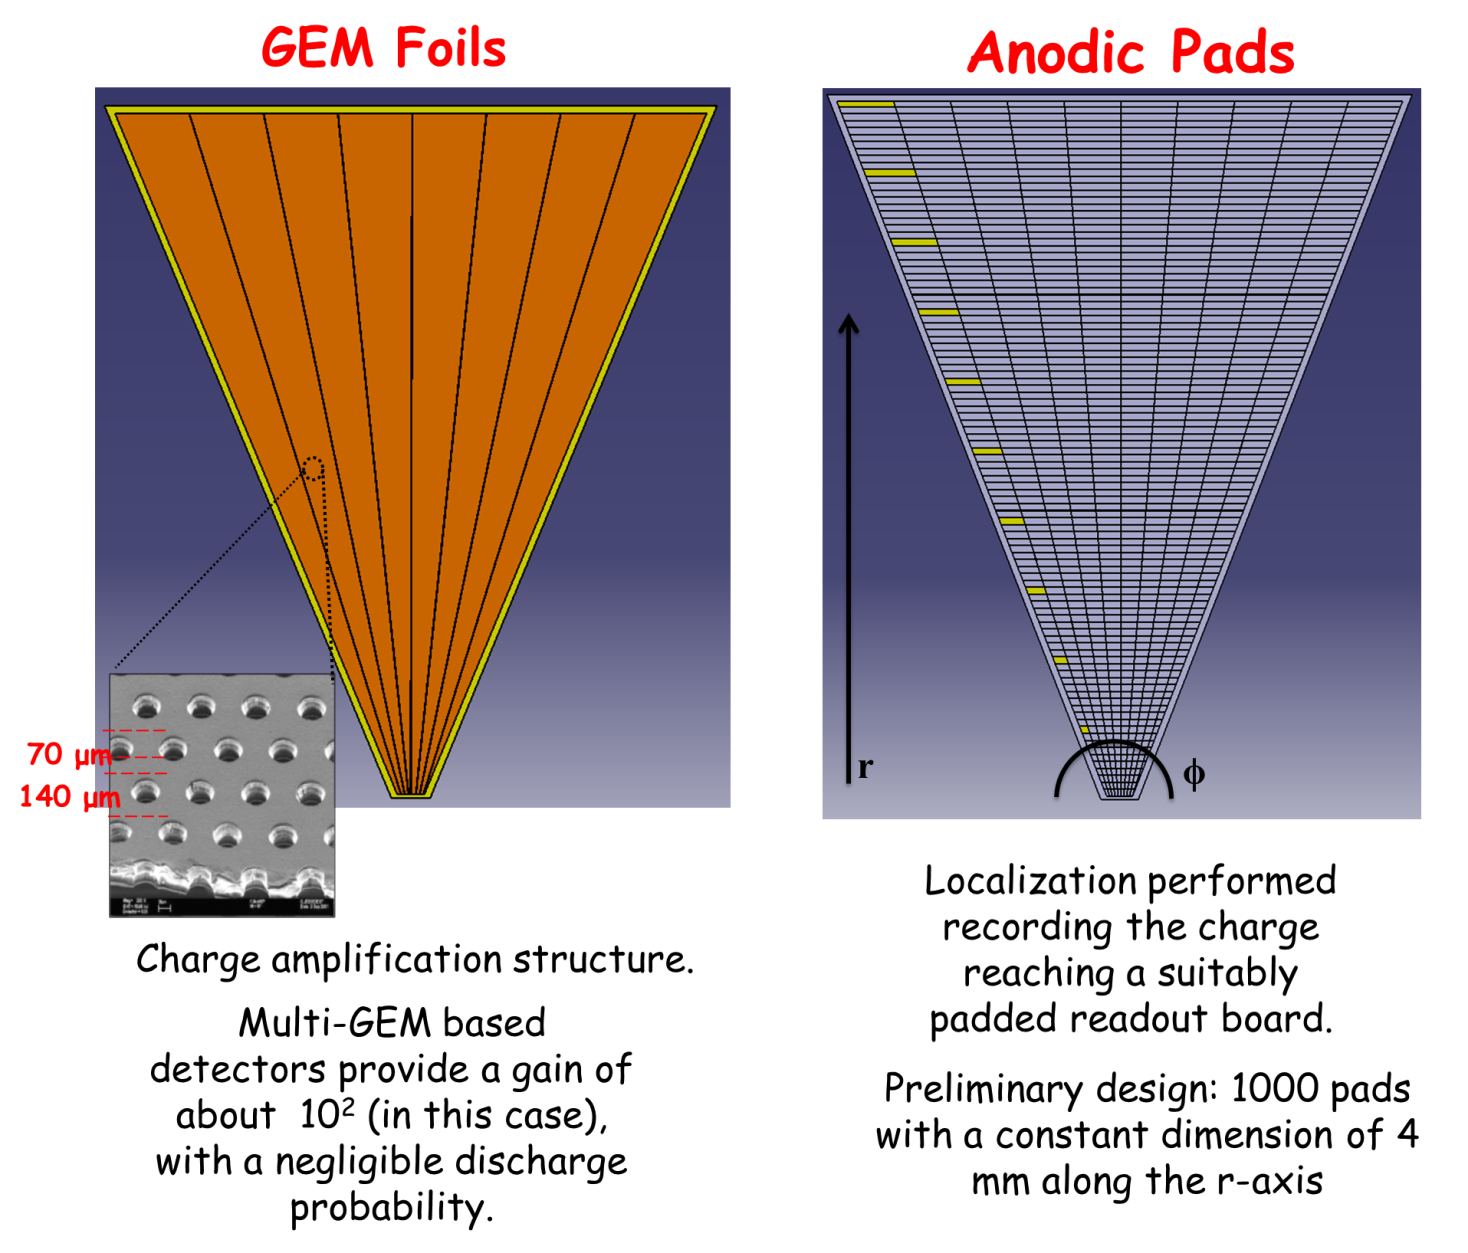 GEM Foils
70 μm
140 μm
Charge amplification structure.
Multi-GEM based
detectors provide a gain of
about 10² (in this case),
with a negligible discharge
probability.
Anodic Pads
r
ϕ
Localization performed
recording the charge
reaching a suitably
padded readout board.
Preliminary design: 1000 pads
with a constant dimension of 4
mm along the r-axis